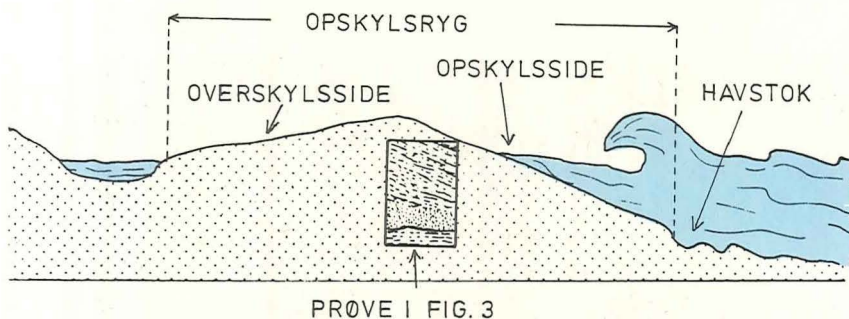 OPSKYLSRYG
OPSKYLSSIDE
OVERSKYLSSIDE
HAVSTOK
PRØVE I FIG. 3